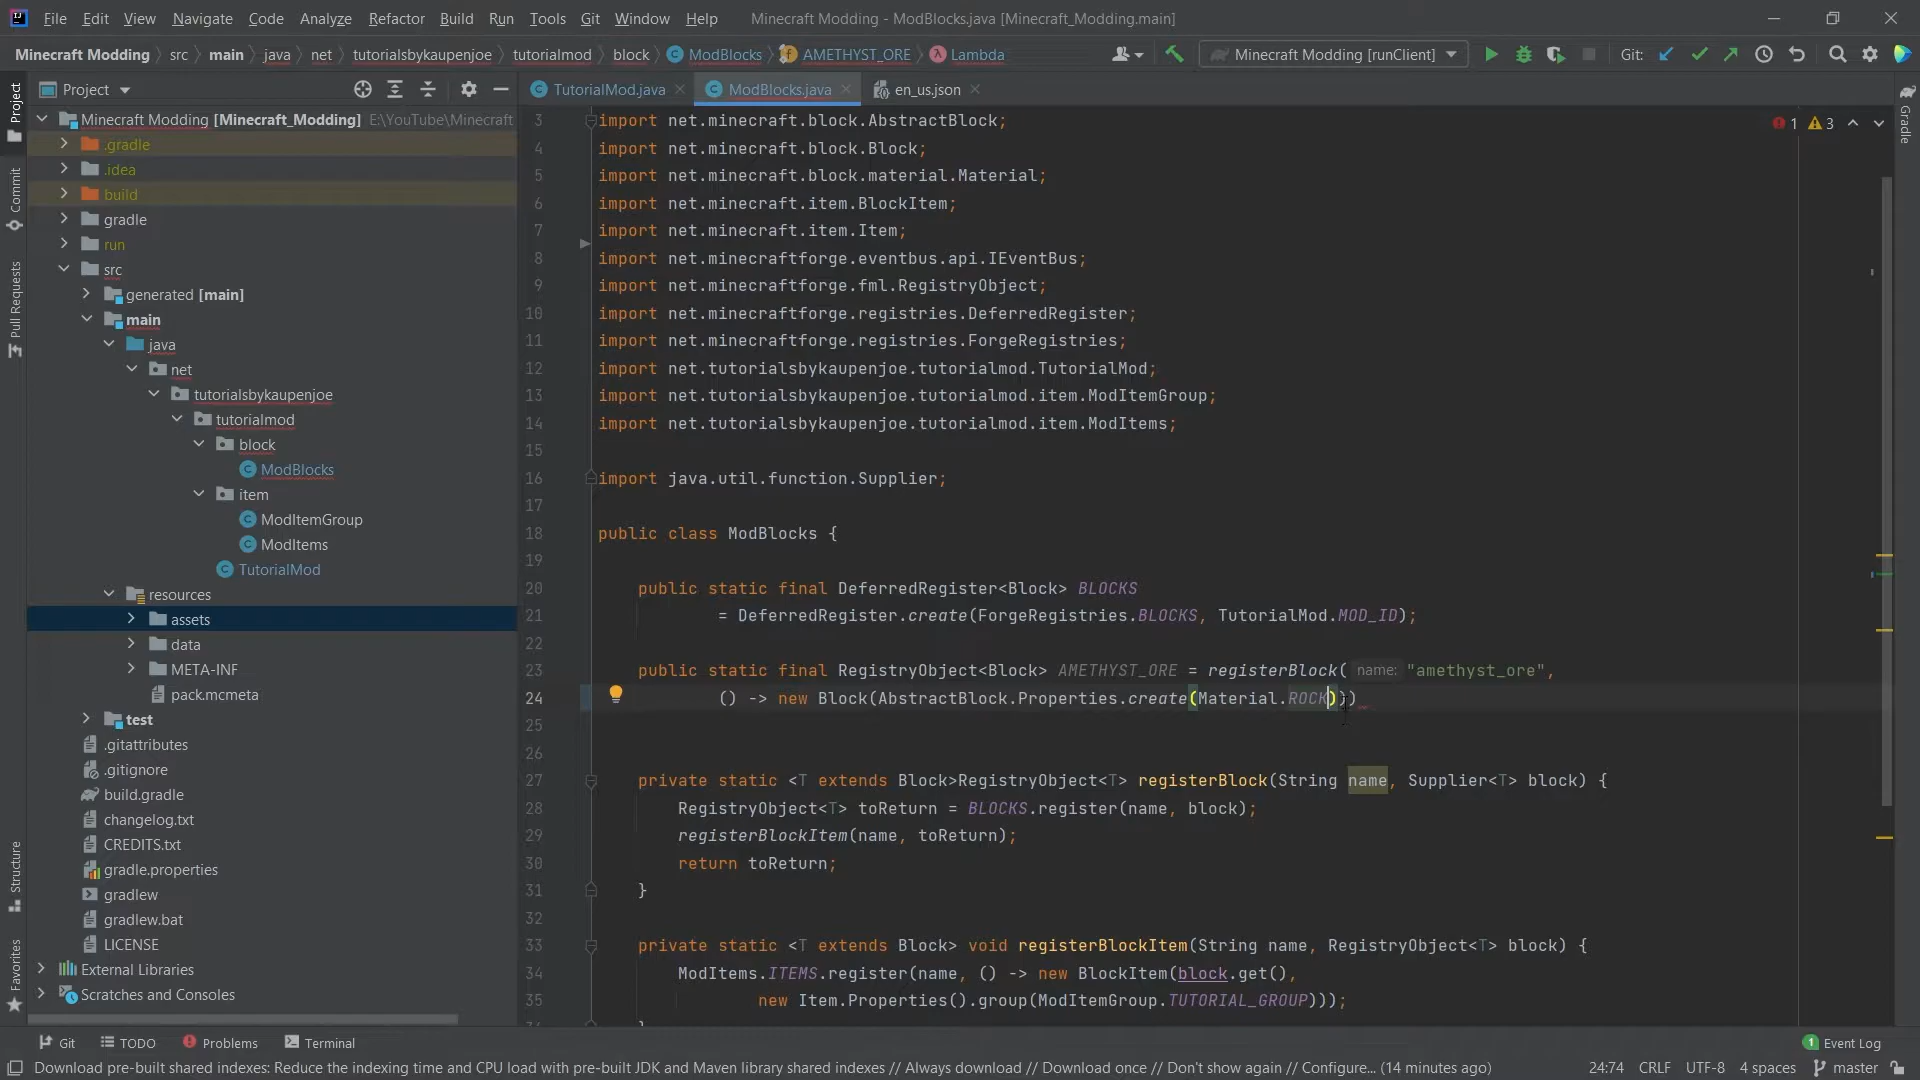 File Edit View Navigate Code Analyze Refactor Build Run Tools Git Window Help Minecraft Modding - ModBlocks.java [Minecraft_Modding.main]
Minecraft Modding src main java net tutorialsbykaupenjoe tutorialmod block ModBlocks AMETHYST_ORE Lambda Minecraft Modding [runClient] Git:
Project
TutorialMod.java ModBlocks.java en_us.json
Project
Commit
Pull Requests
Structure
Favorites
Minecraft Modding [Minecraft_Modding] E:\YouTube\Minecraft
.gradle
.idea
build
gradle
run
src
generated [main]
main
java
net
tutorialsbykaupenjoe
tutorialmod
block
ModBlocks
item
ModItemGroup
ModItems
TutorialMod
resources
assets
data
META-INF
pack.mcmeta
test
.gitattributes
.gitignore
build.gradle
changelog.txt
CREDITS.txt
gradle.properties
gradlew
gradlew.bat
LICENSE
External Libraries
Scratches and Consoles
1 3
Gradle
3 import net.minecraft.block.AbstractBlock;
4 import net.minecraft.block.Block;
5 import net.minecraft.block.material.Material;
6 import net.minecraft.item.BlockItem;
7 import net.minecraft.item.Item;
8 import net.minecraftforge.eventbus.api.IEventBus;
9 import net.minecraftforge.fml.RegistryObject;
10 import net.minecraftforge.registries.DeferredRegister;
11 import net.minecraftforge.registries.ForgeRegistries;
12 import net.tutorialsbykaupenjoe.tutorialmod.TutorialMod;
13 import net.tutorialsbykaupenjoe.tutorialmod.item.ModItemGroup;
14 import net.tutorialsbykaupenjoe.tutorialmod.item.ModItems;
15
16 import java.util.function.Supplier;
17
18 public class ModBlocks {
19
20 public static final DeferredRegister<Block> BLOCKS
21 = DeferredRegister.create(ForgeRegistries.BLOCKS, TutorialMod.MOD_ID);
22
23 public static final RegistryObject<Block> AMETHYST_ORE = registerBlock( name: "amethyst_ore",
24 () -> new Block(AbstractBlock.Properties.create(Material.ROCK)))
25
26
27 private static <T extends Block>RegistryObject<T> registerBlock(String name, Supplier<T> block) {
28 RegistryObject<T> toReturn = BLOCKS.register(name, block);
29 registerBlockItem(name, toReturn);
30 return toReturn;
31 }
32
33 private static <T extends Block> void registerBlockItem(String name, RegistryObject<T> block) {
34 ModItems.ITEMS.register(name, () -> new BlockItem(block.get(),
35 new Item.Properties().group(ModItemGroup.TUTORIAL_GROUP)));
Git TODO Problems Terminal 1 Event Log
Download pre-built shared indexes: Reduce the indexing time and CPU load with pre-built JDK and Maven library shared indexes // Always download // Download once // Don't show again // Configure... (14 minutes ago) 24:74 CRLF UTF-8 4 spaces master